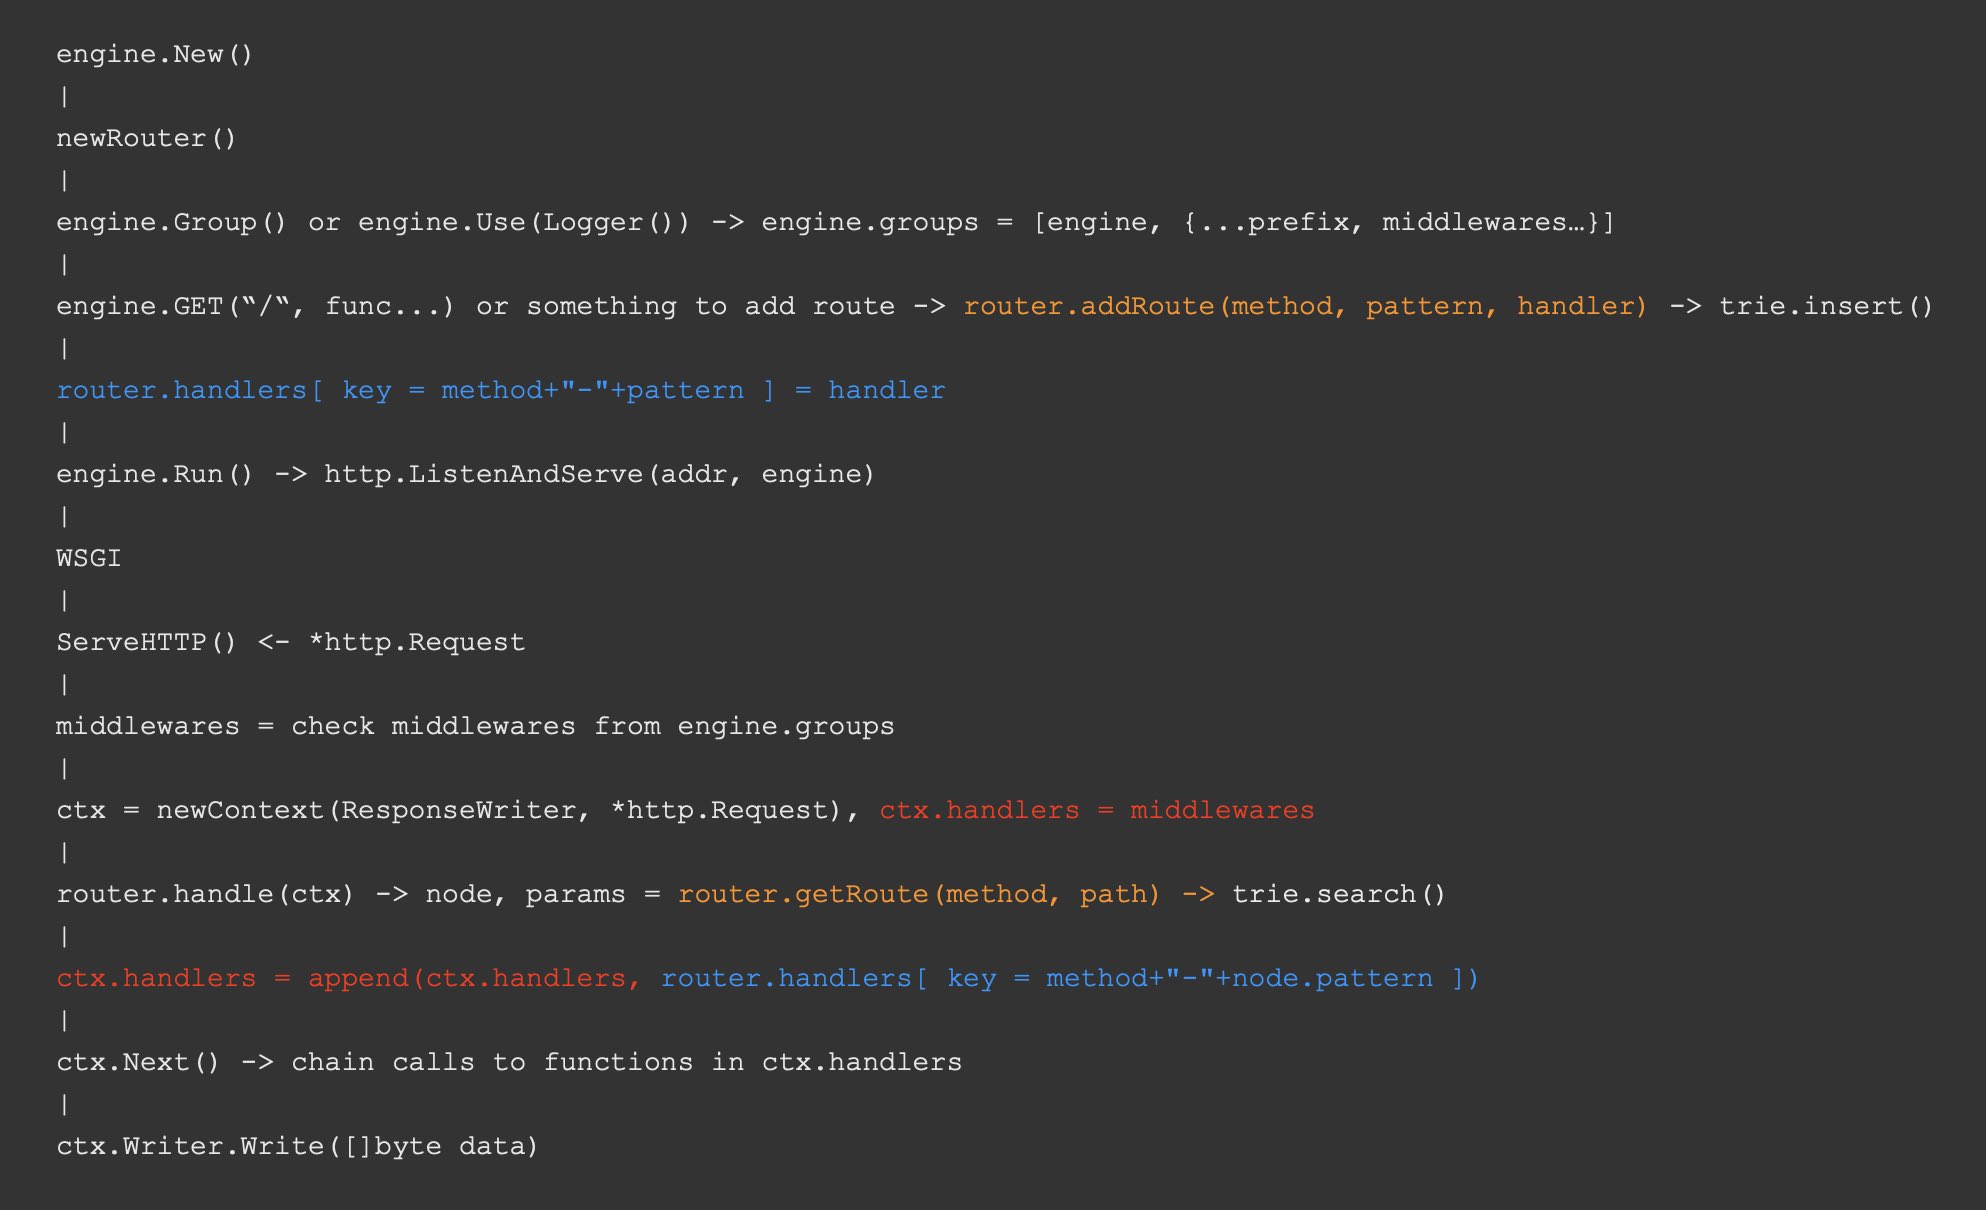 engine.New()
|
newRouter()
|
engine.Group() or engine.Use(Logger()) -> engine.groups = [engine, {...prefix, middlewares…}]
|
engine.GET(‟/‟, func...) or something to add route -> router.addRoute(method, pattern, handler) -> trie.insert()
|
router.handlers[ key = method+"-"+pattern ] = handler
|
engine.Run() -> http.ListenAndServe(addr, engine)
|
WSGI
|
ServeHTTP() <- *http.Request
|
middlewares = check middlewares from engine.groups
|
ctx = newContext(ResponseWriter, *http.Request), ctx.handlers = middlewares
|
router.handle(ctx) -> node, params = router.getRoute(method, path) -> trie.search()
|
ctx.handlers = append(ctx.handlers, router.handlers[ key = method+"-"+node.pattern ])
|
ctx.Next() -> chain calls to functions in ctx.handlers
|
ctx.Writer.Write([]byte data)